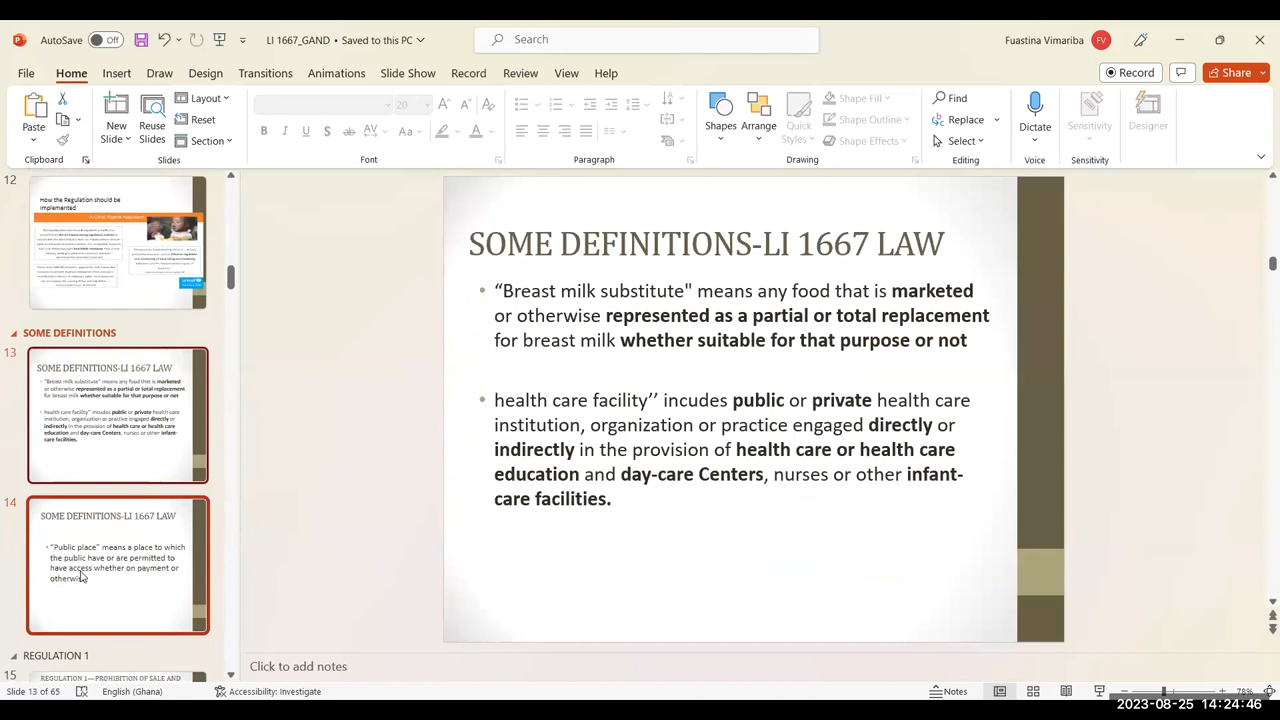 AutoSave Off LI 1667_GAND • Saved to this PC Search Fuastina Vimariba FV
File Home Insert Draw Design Transitions Animations Slide Show Record Review View Help Record Share
Paste New Slide Reuse Slides Layout Reset Section 20 Shapes Arrange Quick Styles Shape Fill Shape Outline Shape Effects Find Replace Select Dictate Sensitivity Designer
Clipboard Slides Font Paragraph Drawing Editing Voice Sensitivity
12
How the Regulation should be
implemented
SOME DEFINITIONS
13
SOME DEFINITIONS-LI 1667 LAW
“Breast milk substitute" means any food that is marketed
or otherwise represented as a partial or total replacement
for breast milk whether suitable for that purpose or not
health care facility’’ incudes public or private health care
institution, organization or practice engaged directly or
indirectly in the provision of health care or health care
education and day-care Centers, nurses or other infant-
care facilities.
14
SOME DEFINITIONS-LI 1667 LAW
“Public place” means a place to which
the public have or are permitted to
have access whether on payment or
REGULATION 1
15
REGULATION 1— PROHIBITION OF SALE AND
SOME DEFINITIONS-LI 1667 LAW
“Breast milk substitute" means any food that is marketed
or otherwise represented as a partial or total replacement
for breast milk whether suitable for that purpose or not
health care facility’’ incudes public or private health care
institution, organization or practice engaged directly or
indirectly in the provision of health care or health care
education and day-care Centers, nurses or other infant-
care facilities.
Click to add notes
Slide 13 of 65 English (Ghana) Accessibility: Investigate Notes 78%
2023-08-25 14:24:46